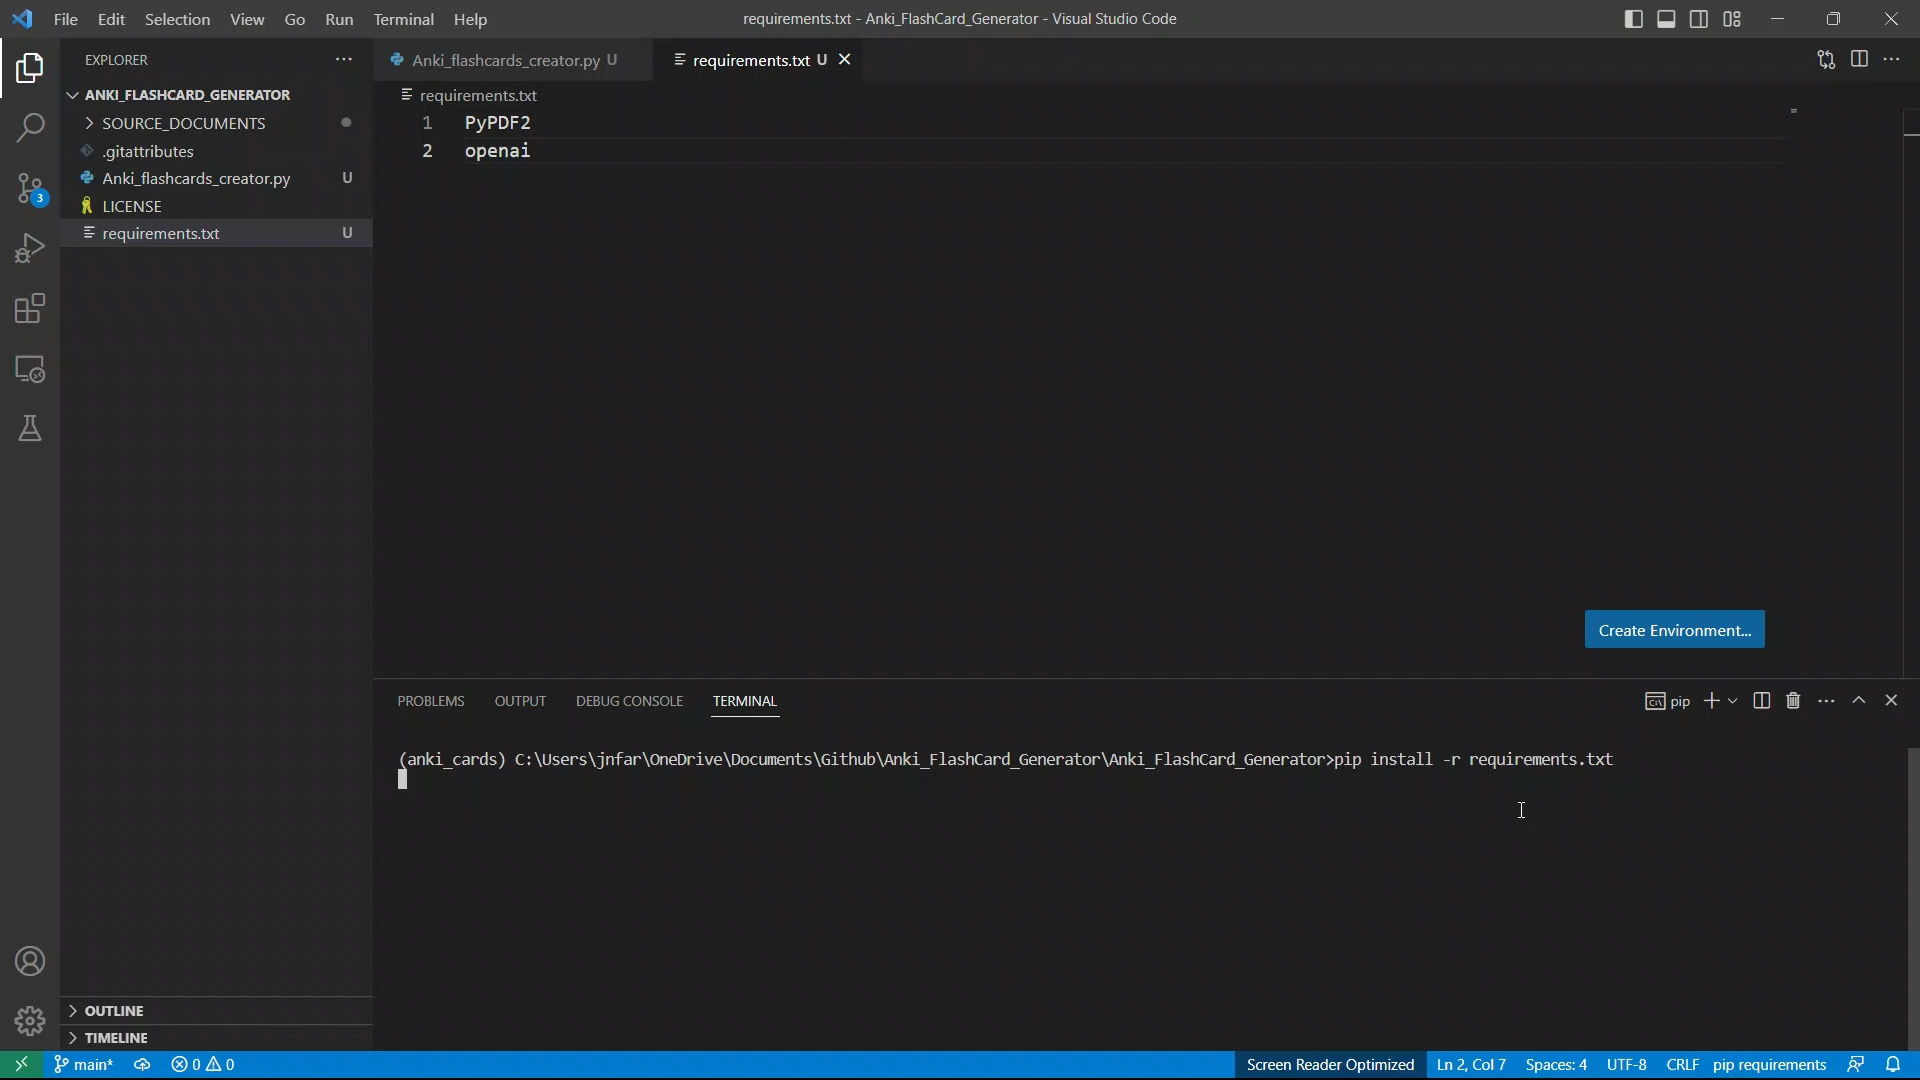 File Edit Selection View Go Run Terminal Help
requirements.txt - Anki_FlashCard_Generator - Visual Studio Code
EXPLORER
ANKI_FLASHCARD_GENERATOR
SOURCE_DOCUMENTS
.gitattributes
Anki_flashcards_creator.py U
LICENSE
requirements.txt U
3
OUTLINE
TIMELINE
Anki_flashcards_creator.py U
requirements.txt U
requirements.txt
1 PyPDF2
2 openai
Create Environment...
PROBLEMS OUTPUT DEBUG CONSOLE TERMINAL
pip
(anki_cards) C:\Users\jnfar\OneDrive\Documents\Github\Anki_FlashCard_Generator\Anki_FlashCard_Generator>pip install -r requirements.txt
main* 0 0 Screen Reader Optimized Ln 2, Col 7 Spaces: 4 UTF-8 CRLF pip requirements